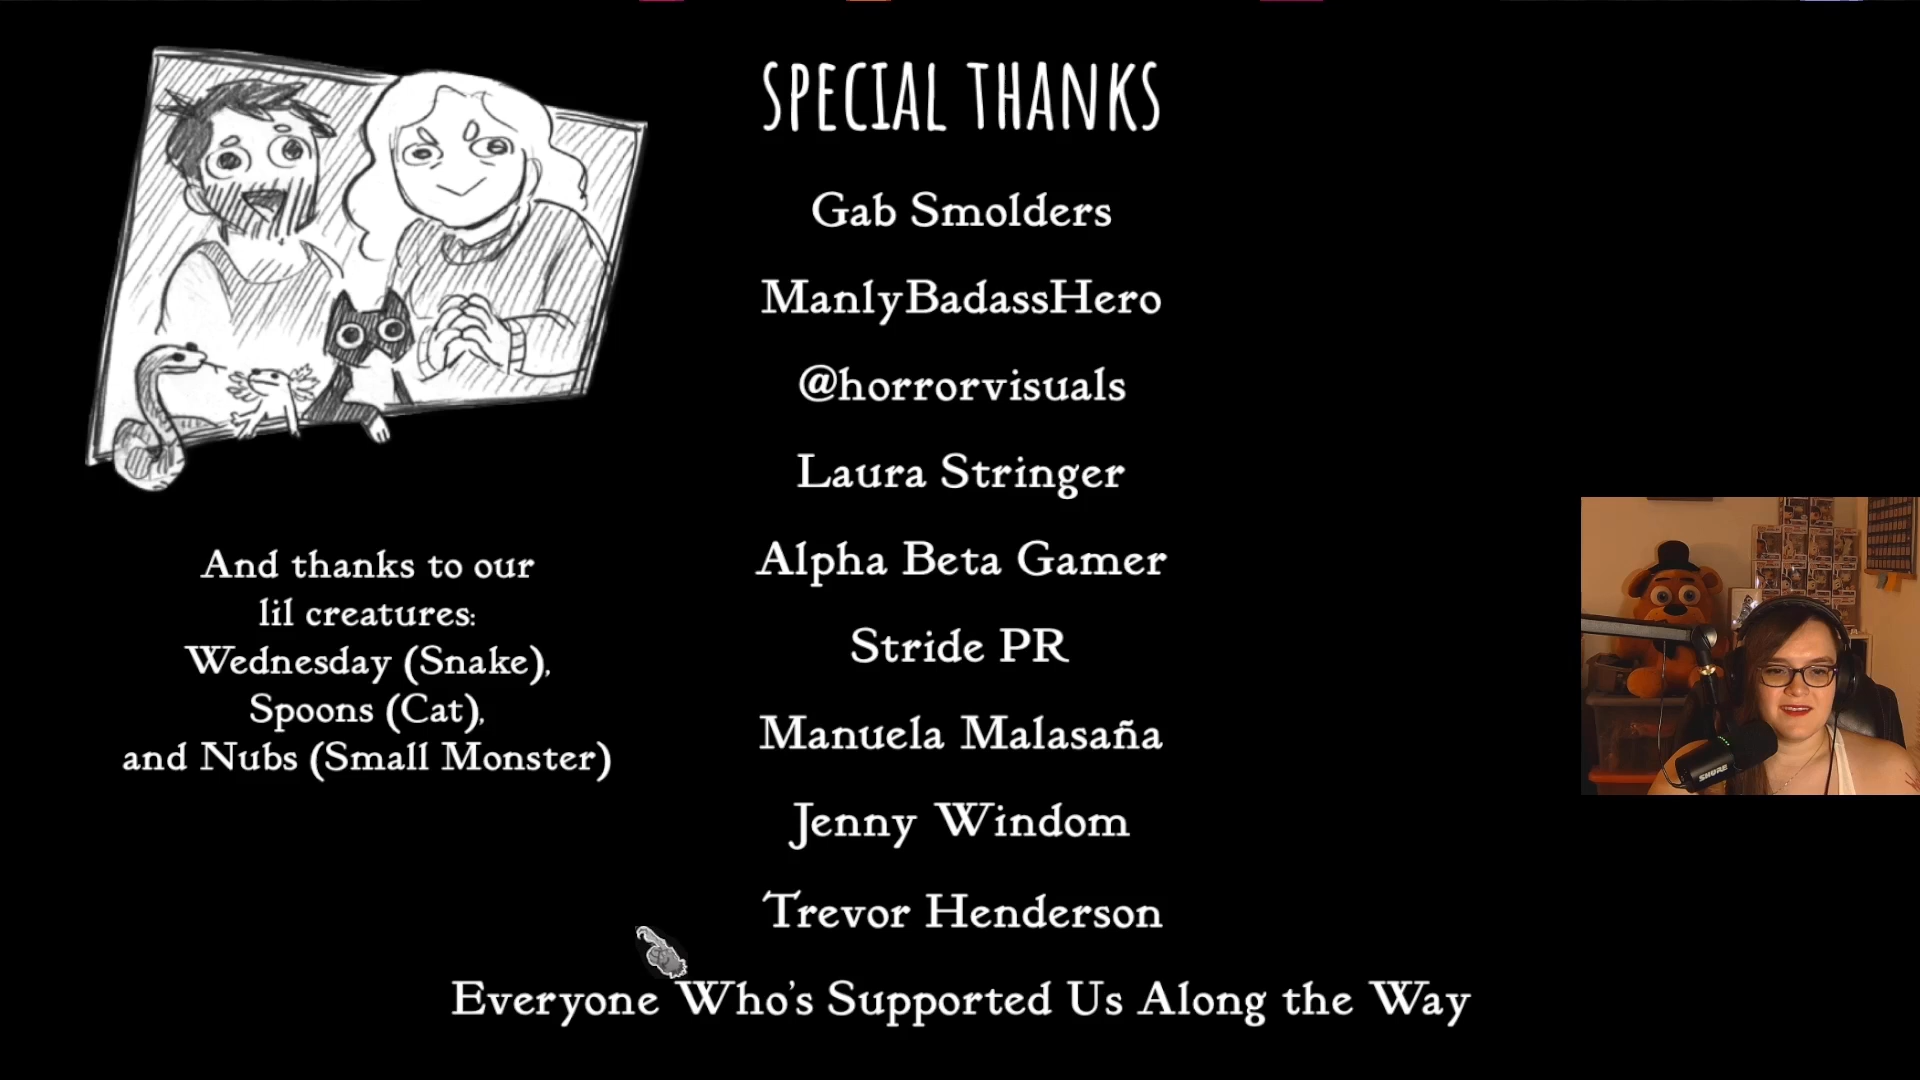 SPECIAL THANKS
Gab Smolders
ManlyBadassHero
@horrorvisuals
Laura Stringer
Alpha Beta Gamer
Stride PR
Manuela Malasaña
Jenny Windom
Trevor Henderson
Everyone Who's Supported Us Along the Way
And thanks to our
lil creatures:
Wednesday (Snake),
Spoons (Cat),
and Nubs (Small Monster)
SHURE